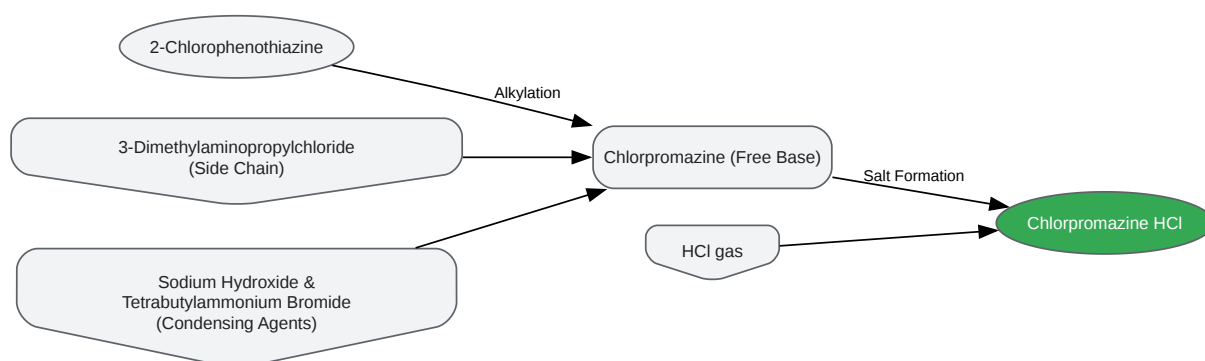 2-Chlorophenothiazine
Alkylation
3-Dimethylaminopropylchloride
(Side Chain)
Chlorpromazine (Free Base)
Salt Formation
Chlorpromazine HCl
HCl gas
Sodium Hydroxide &
Tetrabutylammonium Bromide
(Condensing Agents)